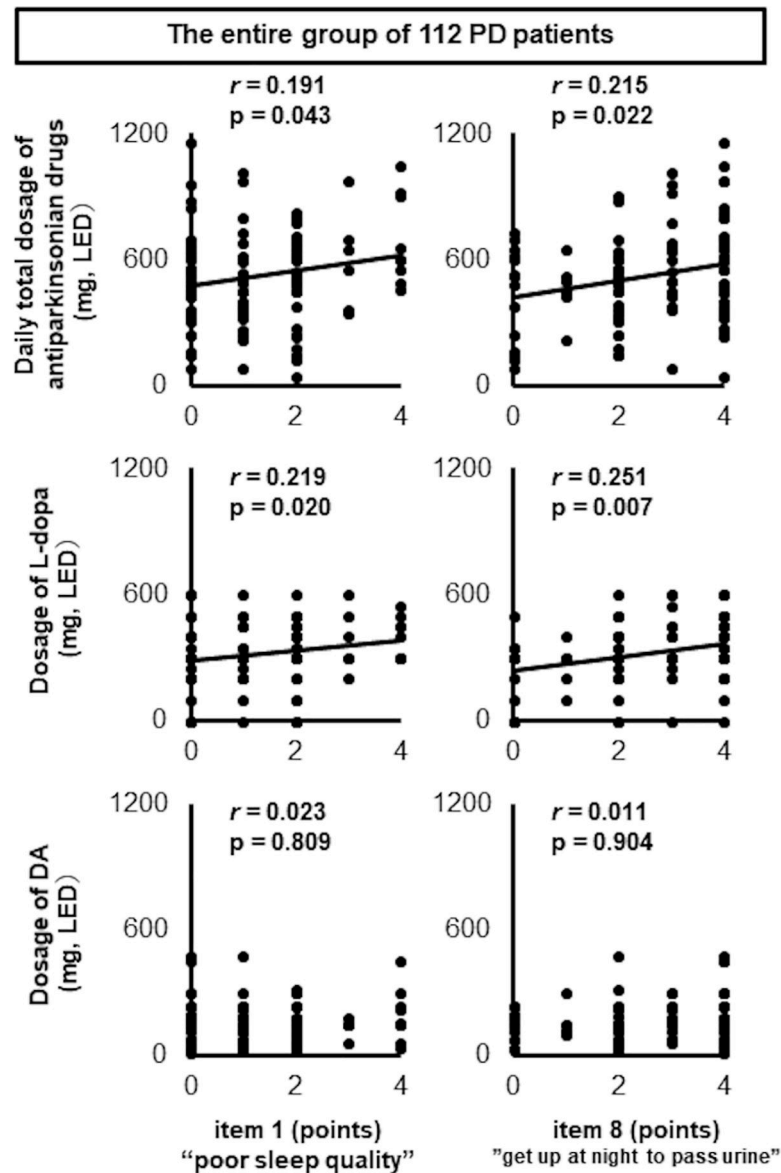 The entire group of 112 PD patients
r = 0.191
p = 0.043
r = 0.215
p = 0.022
Daily total dosage of
antiparkinsonian drugs
(mg, LED)
1200
600
0
0 2 4
1200
600
0
0 2 4
r = 0.219
p = 0.020
r = 0.251
p = 0.007
Dosage of L-dopa
(mg, LED)
1200
600
0
0 2 4
1200
600
0
0 2 4
r = 0.023
p = 0.809
r = 0.011
p = 0.904
Dosage of DA
(mg, LED)
1200
600
0
0 2 4
1200
600
0
0 2 4
item 1 (points)
“poor sleep quality”
item 8 (points)
”get up at night to pass urine”